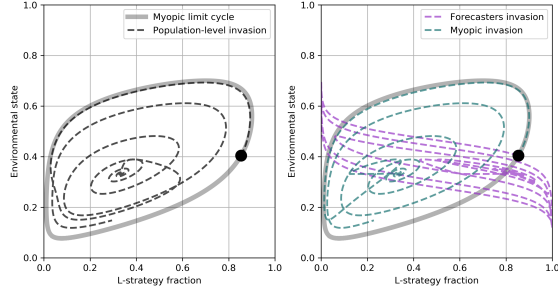 Myopic limit cycle
Population-level invasion
Environmental state
1.0
0.8
0.6
0.4
0.2
0.0
0.0 0.2 0.4 0.6 0.8 1.0
L-strategy fraction
Forecasters invasion
Myopic invasion
Environmental state
1.0
0.8
0.6
0.4
0.2
0.0
0.0 0.2 0.4 0.6 0.8 1.0
L-strategy fraction